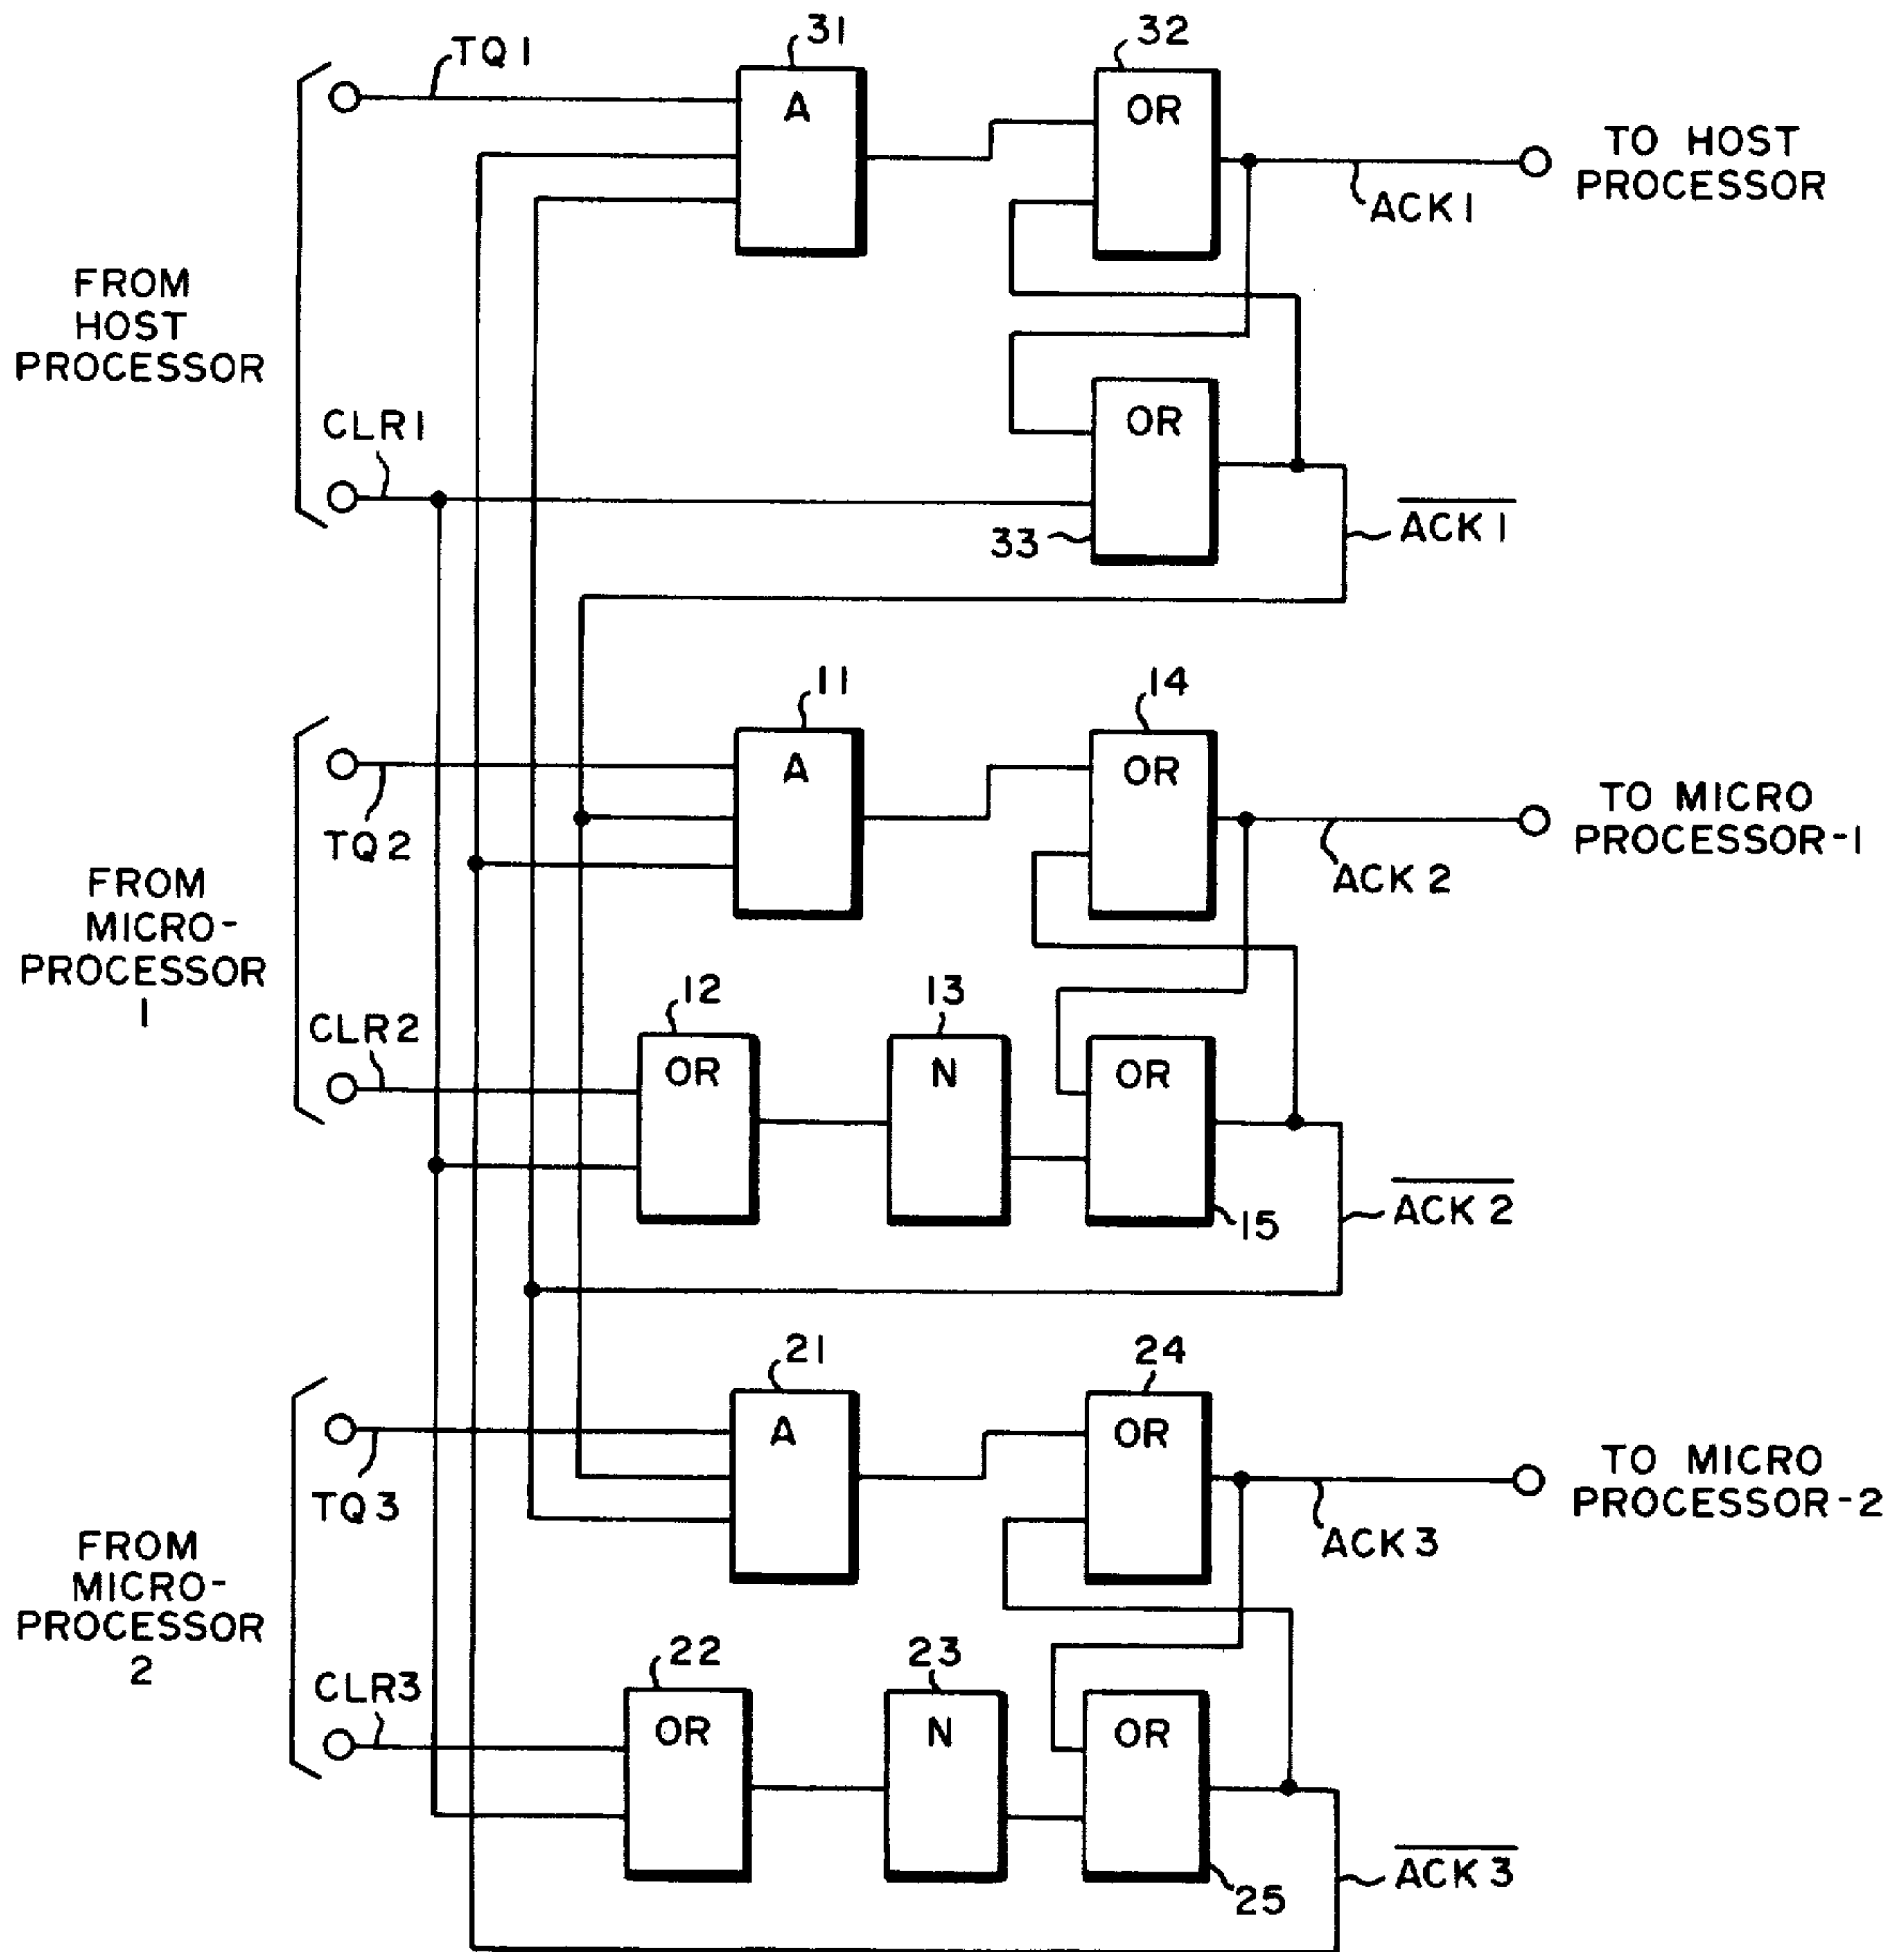 TQ1
31
A
32
OR
TO HOST
PROCESSOR
ACK1
FROM
HOST
PROCESSOR
CLR1
OR
33
ACK1
TQ2
11
A
14
OR
TO MICRO
PROCESSOR-1
ACK2
FROM
MICRO-
PROCESSOR
1
CLR2
12
OR
13
N
OR
15
ACK2
TQ3
21
A
24
OR
TO MICRO
PROCESSOR-2
ACK3
FROM
MICRO-
PROCESSOR
2
CLR3
22
OR
23
N
OR
25
ACK3